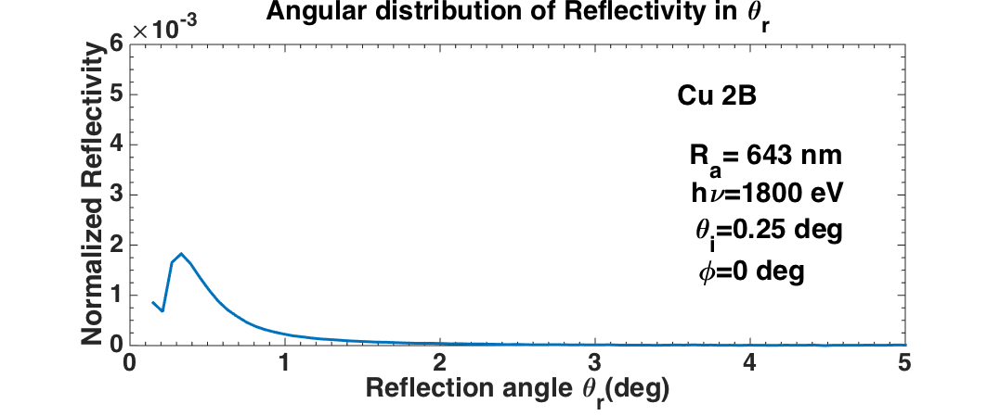 Angular distribution of Reflectivity in θr
×10-3
Normalized Reflectivity
6
5
4
3
2
1
0
Cu 2B
Ra= 643 nm
hν=1800 eV
θi=0.25 deg
ϕ=0 deg
0 1 2 3 4 5
Reflection angle θr(deg)